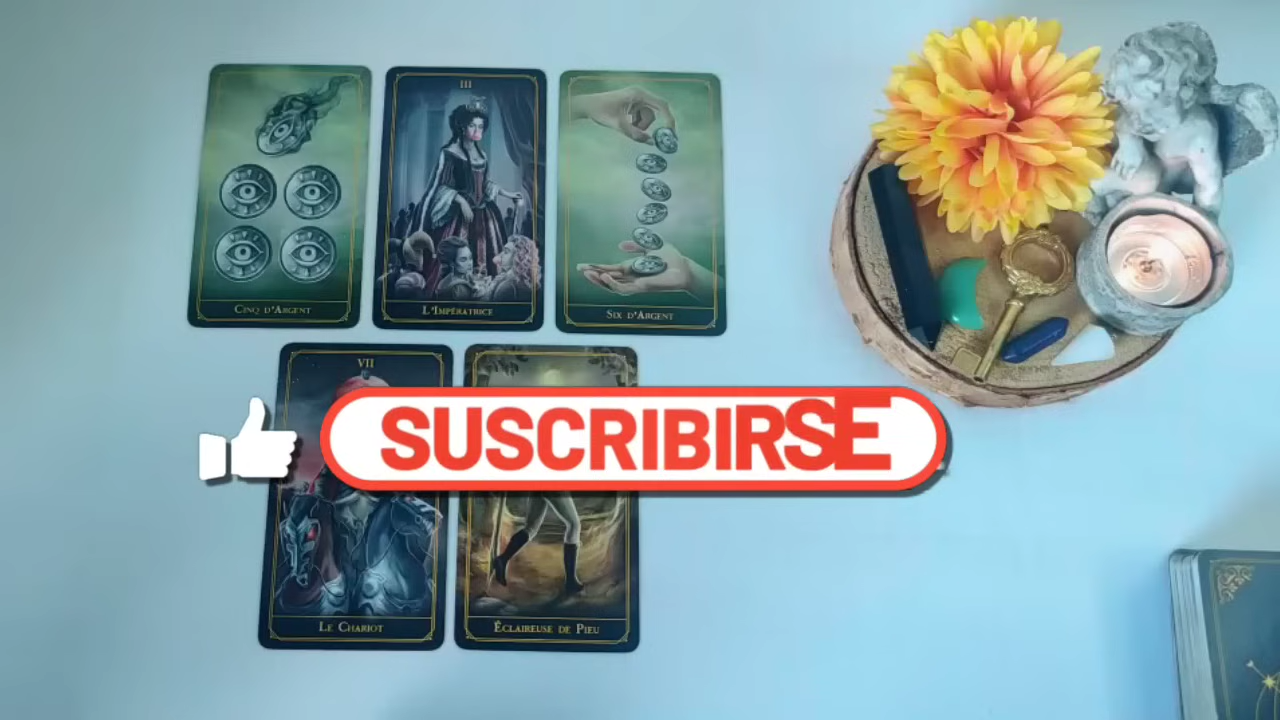 III
CINQ D'ARGENT
L'IMPÉRATRICE
SIX D'ARGENT
VII
SUSCRIBIRSE
LE CHARIOT
ÉCLAIREUSE DE PIEU